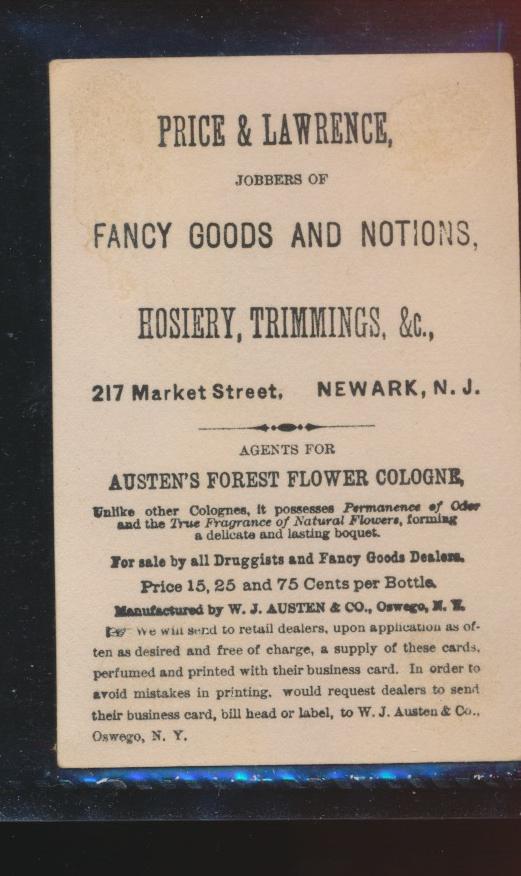 PRICE & LAWRENCE,
JOBBERS OF
FANCY GOODS AND NOTIONS,
HOSIERY, TRIMMINGS, &c.,
217 Market Street, NEWARK, N. J.
AGENTS FOR
AUSTEN'S FOREST FLOWER COLOGNE,
Unlike other Colognes, it possesses Permanence of Odor
and the True Fragrance of Natural Flowers, forming
a delicate and lasting boquet.
For sale by all Druggists and Fancy Goods Dealers.
Price 15, 25 and 75 Cents per Bottle.
Manufactured by W. J. AUSTEN & CO., Oswego, N. Y.
☞ We will send to retail dealers, upon application as of-
ten as desired and free of charge, a supply of these cards,
perfumed and printed with their business card. In order to
avoid mistakes in printing, would request dealers to send
their business card, bill head or label, to W. J. Austen & Co.,
Oswego, N. Y.